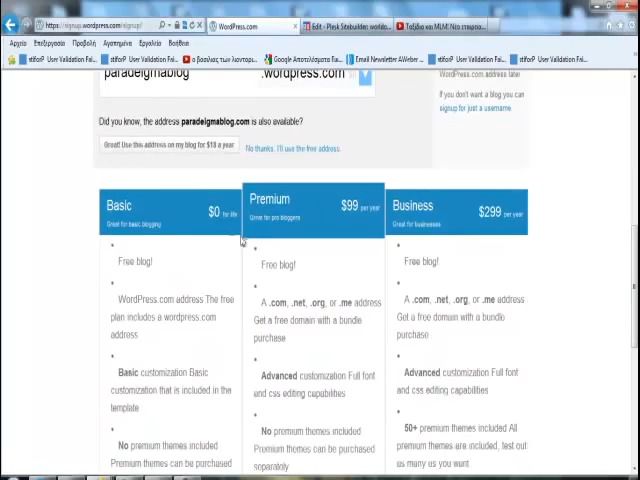 https://signup.wordpress.com/signup/
WordPress.com
Edit - Plesk Sitebuilder
Ταξίδια και MLM! Νέο εταιρεια...
Αρχείο Επεξεργασία Προβολή Αγαπημένα Εργαλεία Βοήθεια
stiforP User Validation Fai...
stiforP User Validation Fai...
ο βασιλιας των λιονταρι...
Google Αποτελέσματα Γι...
Email Newsletter AWeber ...
stiforP User Validation Fai...
stiforP User Validation Fai...
paradeigmablog
.wordpress.com
WordPress.com address later
If you don't want a blog you can
signup for just a username.
Did you know, the address paradeigmablog.com is also available?
Great! Use this address on my blog for $18 a year
No thanks. I'll use the free address.
Basic
$0 for life
Great for basic blogging
Free blog!
WordPress.com address The free
plan includes a wordpress.com
address
Basic customization Basic
customization that is included in the
template
No premium themes included
Premium themes can be purchased
Premium
$99 per year
Great for pro bloggers
Free blog!
A .com, .net, .org, or .me address
Get a free domain with a bundle
purchase
Advanced customization Full font
and css editing capabilities
No premium themes included
Premium themes can be purchased
separately
Business
$299 per year
Great for businesses
Free blog!
A .com, .net, .org, or .me address
Get a free domain with a bundle
purchase
Advanced customization Full font
and css editing capabilities
50+ premium themes included All
premium themes are included, test out
as many as you want